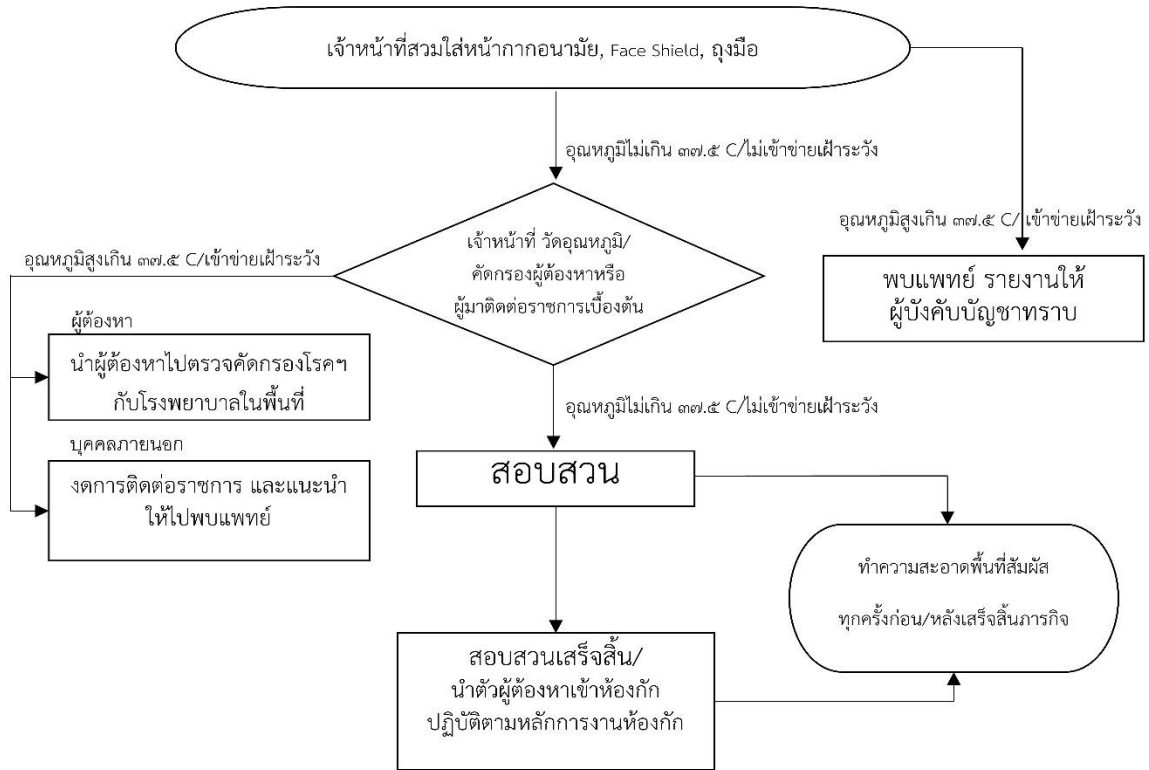 เจ้าหน้าที่สวมใส่หน้ากากอนามัย, Face Shield, ถุงมือ
อุณหภูมิไม่เกิน ๓๗.๕ C/ไม่เข้าข่ายเฝ้าระวัง
อุณหภูมิสูงเกิน ๓๗.๕ C/ เข้าข่ายเฝ้าระวัง
พบแพทย์ รายงานให้
ผู้บังคับบัญชาทราบ
เจ้าหน้าที่ วัดอุณหภูมิ/
คัดกรองผู้ต้องหาหรือ
ผู้มาติดต่อราชการเบื้องต้น
อุณหภูมิสูงเกิน ๓๗.๕ C/เข้าข่ายเฝ้าระวัง
ผู้ต้องหา
นำผู้ต้องหาไปตรวจคัดกรองโรคฯ
กับโรงพยาบาลในพื้นที่
บุคคลภายนอก
งดการติดต่อราชการ และแนะนำ
ให้ไปพบแพทย์
อุณหภูมิไม่เกิน ๓๗.๕ C/ไม่เข้าข่ายเฝ้าระวัง
สอบสวน
ทำความสะอาดพื้นที่สัมผัส
ทุกครั้งก่อน/หลังเสร็จสิ้นภารกิจ
สอบสวนเสร็จสิ้น/
นำตัวผู้ต้องหาเข้าห้องกัก
ปฏิบัติตามหลักการงานห้องกัก